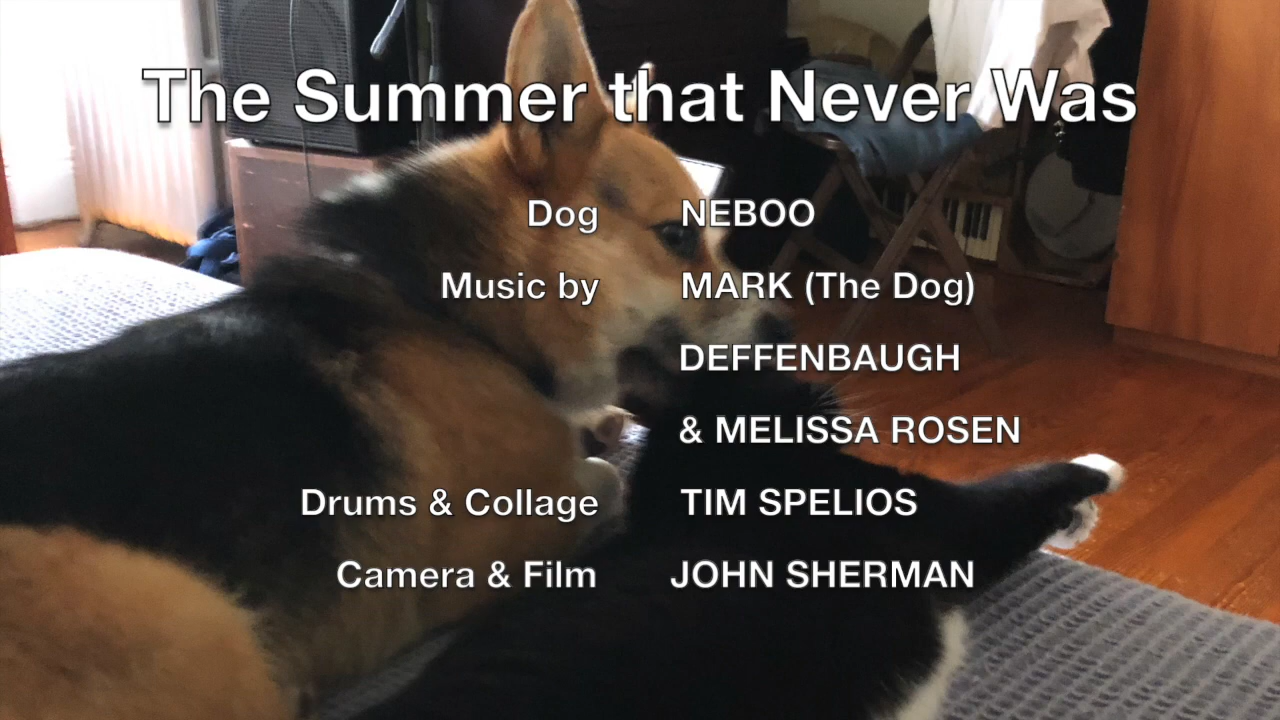 The Summer that Never Was
Dog NEBOO
Music by MARK (The Dog)
DEFFENBAUGH
& MELISSA ROSEN
Drums & Collage TIM SPELIOS
Camera & Film JOHN SHERMAN